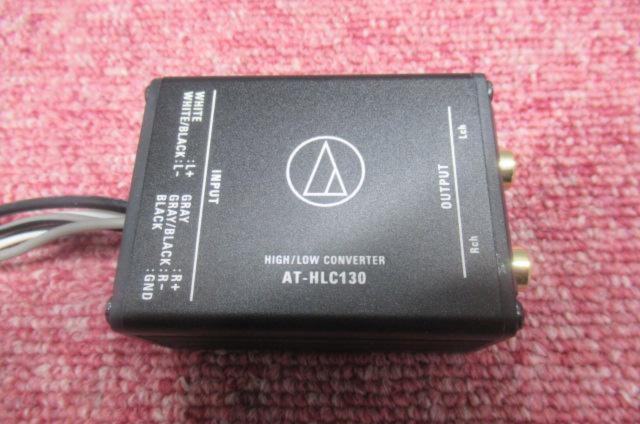 WHITE :L+
WHITE/BLACK :L-
GRAY :R+
GRAY/BLACK :R-
BLACK :GND
INPUT
HIGH/LOW CONVERTER
AT-HLC130
OUTPUT
Lch
Rch